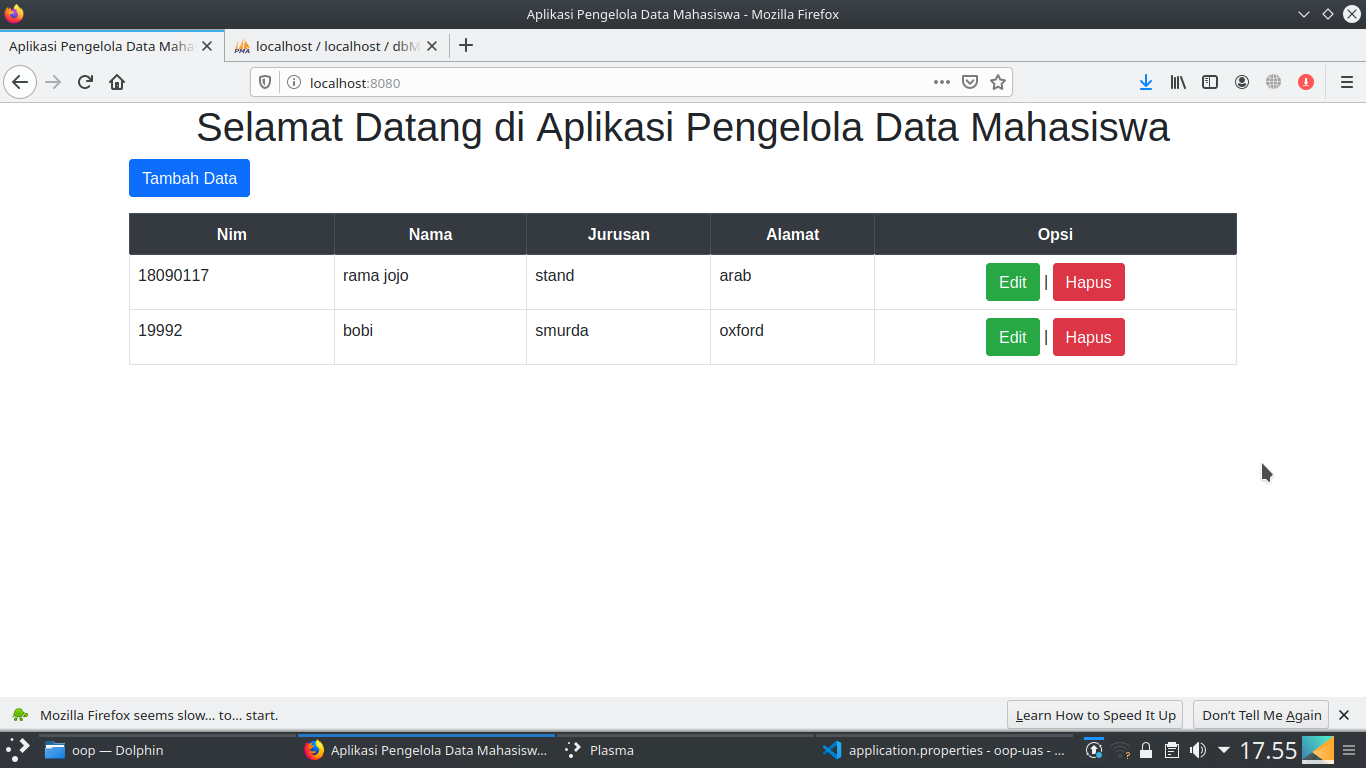 Aplikasi Pengelola Data Mahasiswa - Mozilla Firefox
Aplikasi Pengelola Data Maha
PMA localhost / localhost / dbM
localhost:8080
Selamat Datang di Aplikasi Pengelola Data Mahasiswa
Tambah Data
Nim Nama Jurusan Alamat Opsi
18090117 rama jojo stand arab Edit | Hapus
19992 bobi smurda oxford Edit | Hapus
Mozilla Firefox seems slow... to... start. Learn How to Speed It Up Don't Tell Me Again
oop — Dolphin Aplikasi Pengelola Data Mahasisw... Plasma application.properties - oop-uas - ... 17.55